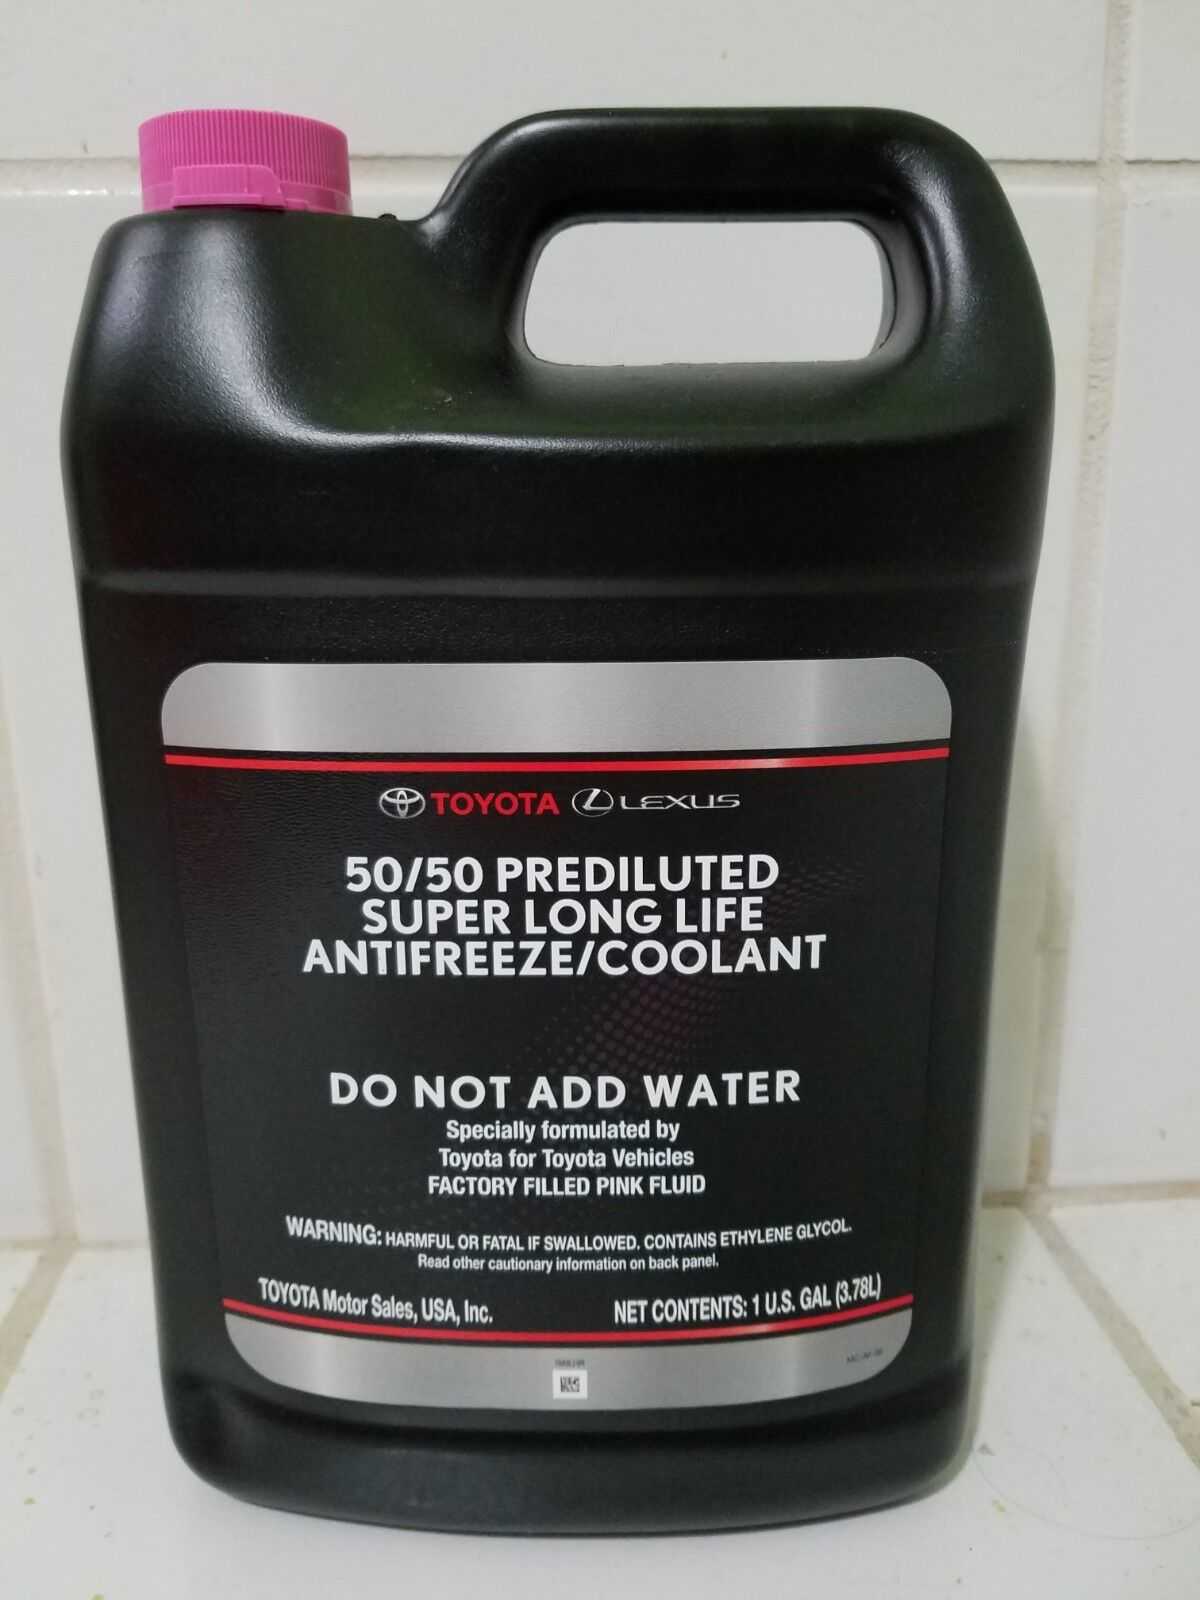 TOYOTA LEXUS
50/50 PREDILUTED
SUPER LONG LIFE
ANTIFREEZE/COOLANT
DO NOT ADD WATER
Specially formulated by
Toyota for Toyota Vehicles
FACTORY FILLED PINK FLUID
WARNING: HARMFUL OR FATAL IF SWALLOWED. CONTAINS ETHYLENE GLYCOL.
Read other cautionary information on back panel.
TOYOTA Motor Sales, USA, Inc. NET CONTENTS: 1 U.S. GAL (3.78L)